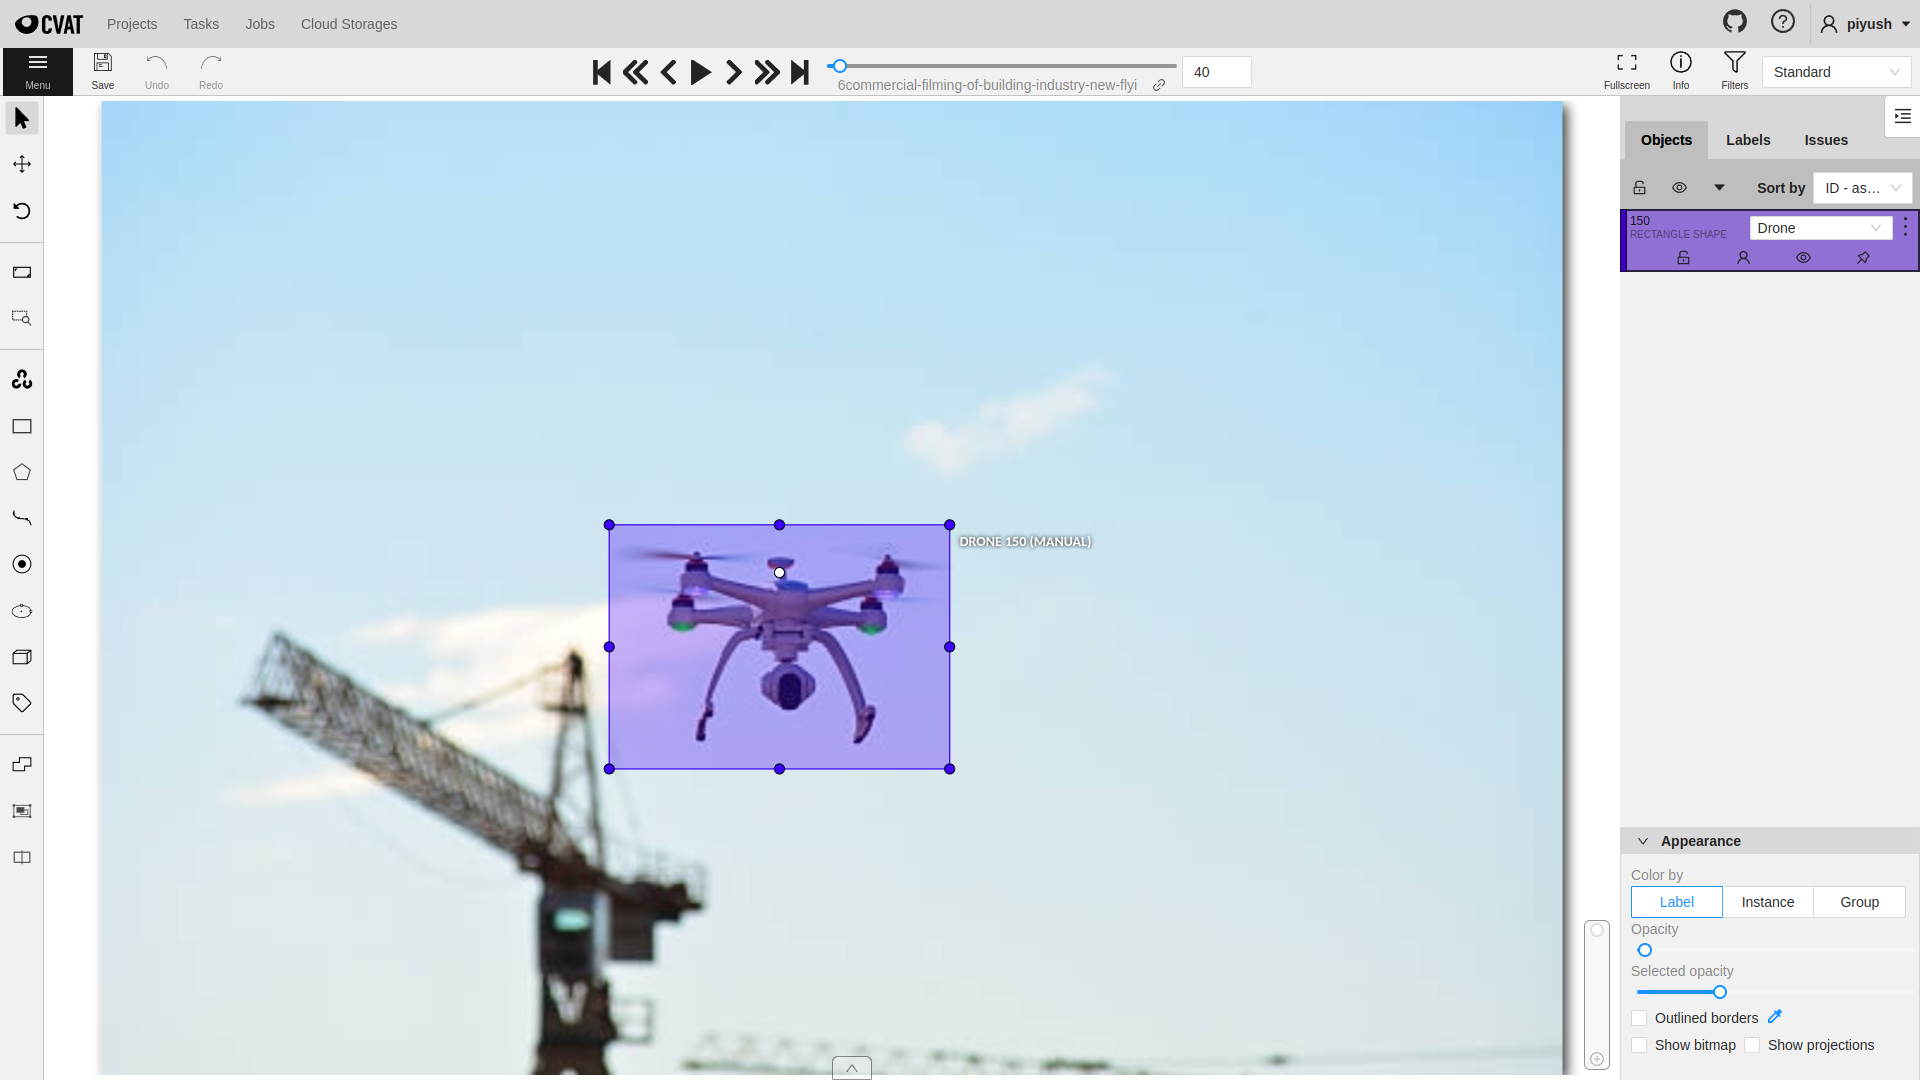 CVAT
Projects
Tasks
Jobs
Cloud Storages
piyush
Menu
Save
Undo
Redo
6commercial-filming-of-building-industry-new-flyi
40
Fullscreen
Info
Filters
Standard
Objects
Labels
Issues
Sort by
ID - as...
150
RECTANGLE SHAPE
Drone
DRONE 150 (MANUAL)
V
Appearance
Color by
Label
Instance
Group
Opacity
Selected opacity
Outlined borders
Show bitmap
Show projections